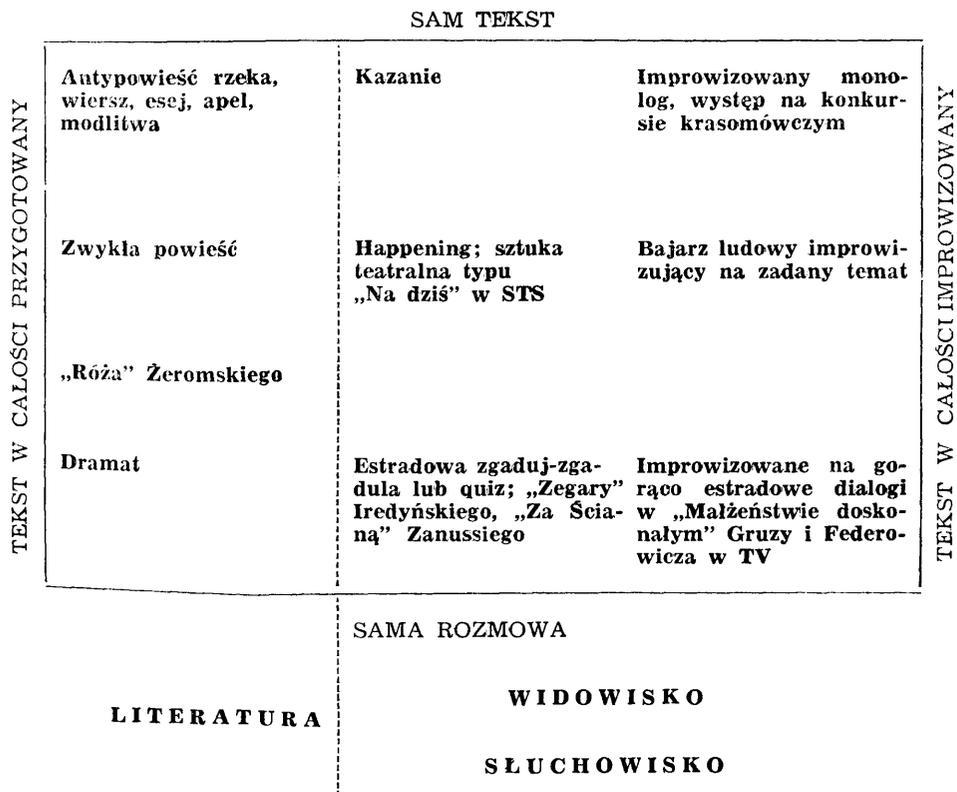 SAM TEKST
TEKST W CAŁOŚCI PRZYGOTOWANY
Antypowieść rzeka,
wiersz, esej, apel,
modlitwa
Kazanie
Improwizowany mono-
log, występ na konkur-
sie krasomówczym
Zwykła powieść
Happening; sztuka
teatralna typu
„Na dziś” w STS
Bajarz ludowy improwi-
zujący na zadany temat
„Róża” Żeromskiego
Dramat
Estradowa zgaduj-zga-
dula lub quiz; „Zegary”
Iredyńskiego, „Za Ścia-
ną” Zanussiego
Improwizowane na go-
rąco estradowe dialogi
w „Małżeństwie dosko-
nałym” Gruzy i Federo-
wicza w TV
TEKST W CAŁOŚCI IMPROWIZOWANY
SAMA ROZMOWA
LITERATURA
WIDOWISKO
SŁUCHOWISKO